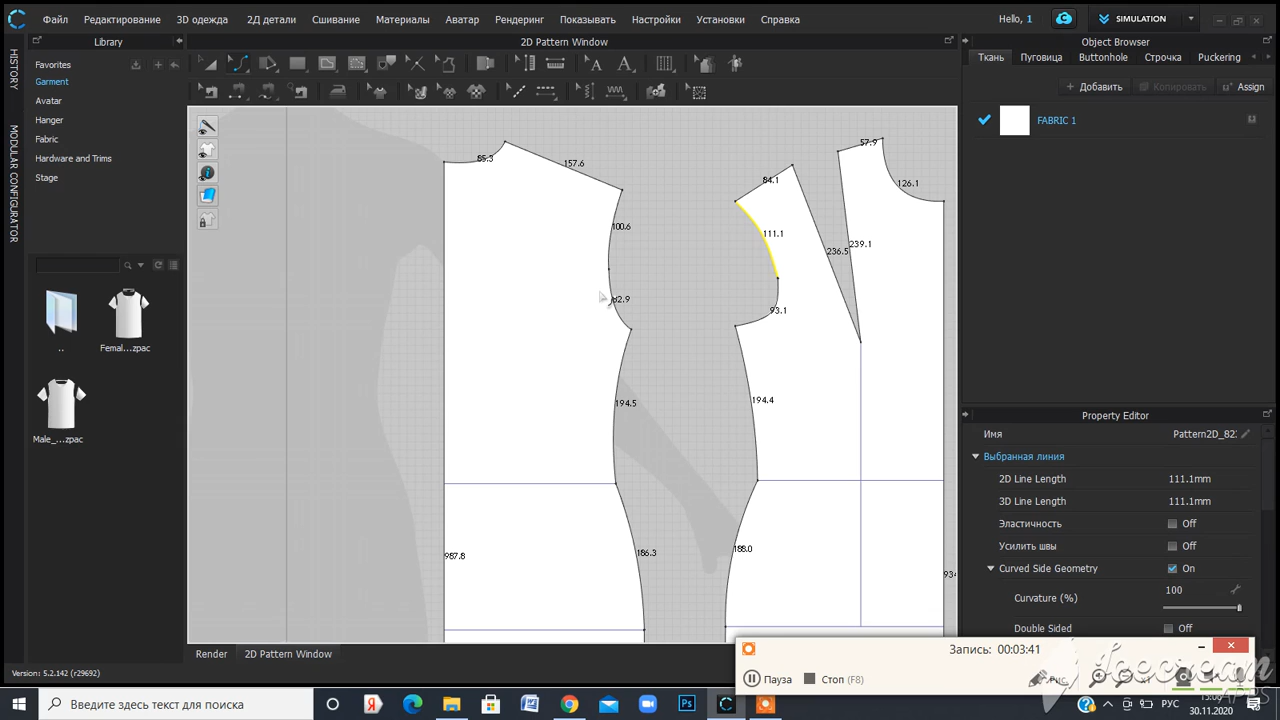 Файл Редактирование 3D одежда 2Д детали Сшивание Материалы Аватар Рендеринг Показывать Настройки Установки Справка Hello, 1 SIMULATION
Library 2D Pattern Window Object Browser
HISTORY
MODULAR CONFIGURATOR
Favorites
Garment
Avatar
Hanger
Fabric
Hardware and Trims
Stage
..
Femal...zpac
Male_...zpac
85.3
157.6
100.6
2.9
194.5
186.3
987.8
84.1
111.1
93.1
194.4
188.0
57.9
126.1
236.5
239.1
934
Ткань Пуговица Buttonhole Строчка Puckering
Добавить Копировать Assign
FABRIC 1
Property Editor
Имя Pattern2D_82
Выбранная линия
2D Line Length 111.1mm
3D Line Length 111.1mm
Эластичность Off
Усилить швы Off
Curved Side Geometry On
Curvature (%) 100
Double Sided Off
Render 2D Pattern Window
Version: 5.2.142 (r29692)
Запись: 00:03:41
Пауза Стоп (F8) Рис
Icecream
APPS
Введите здесь текст для поиска
РУС
30.11.2020